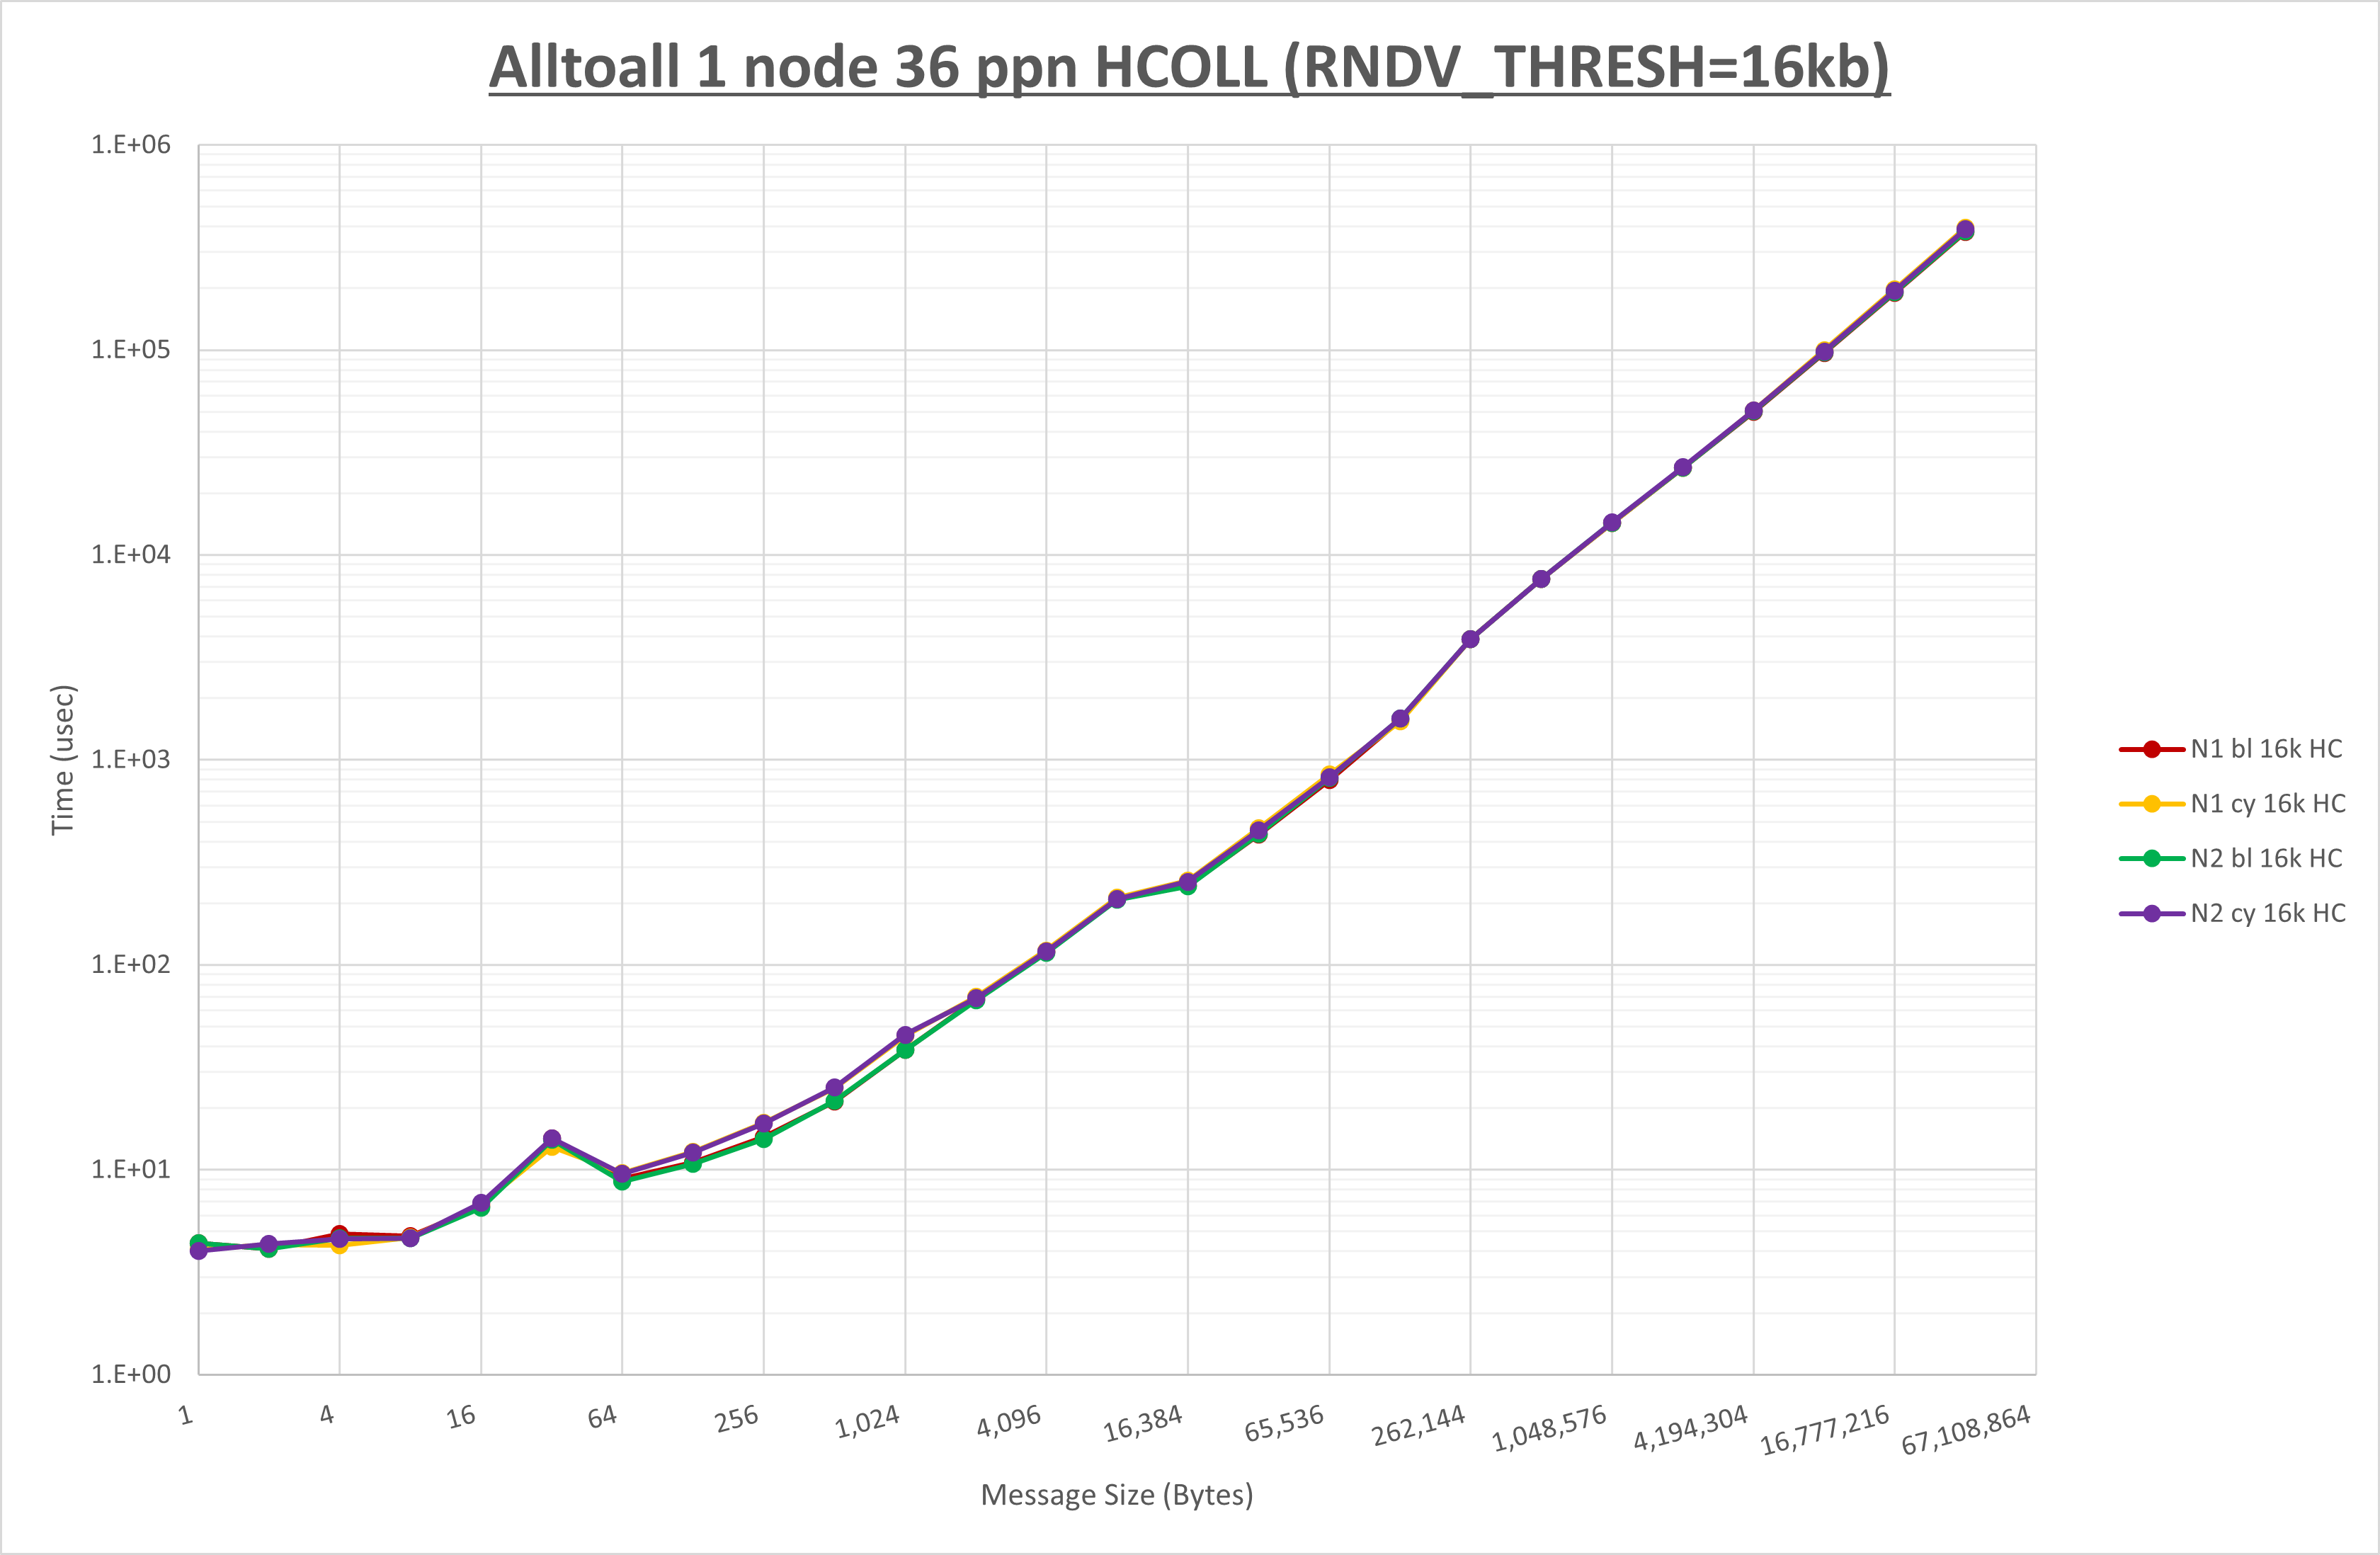 Alltoall 1 node 36 ppn HCOLL (RNDV_THRESH=16kb)
1.E+06
1.E+05
1.E+04
1.E+03
1.E+02
1.E+01
1.E+00
Time (usec)
1 4 16 64 256 1,024 4,096 16,384 65,536 262,144 1,048,576 4,194,304 16,777,216 67,108,864
Message Size (Bytes)
N1 bl 16k HC
N1 cy 16k HC
N2 bl 16k HC
N2 cy 16k HC